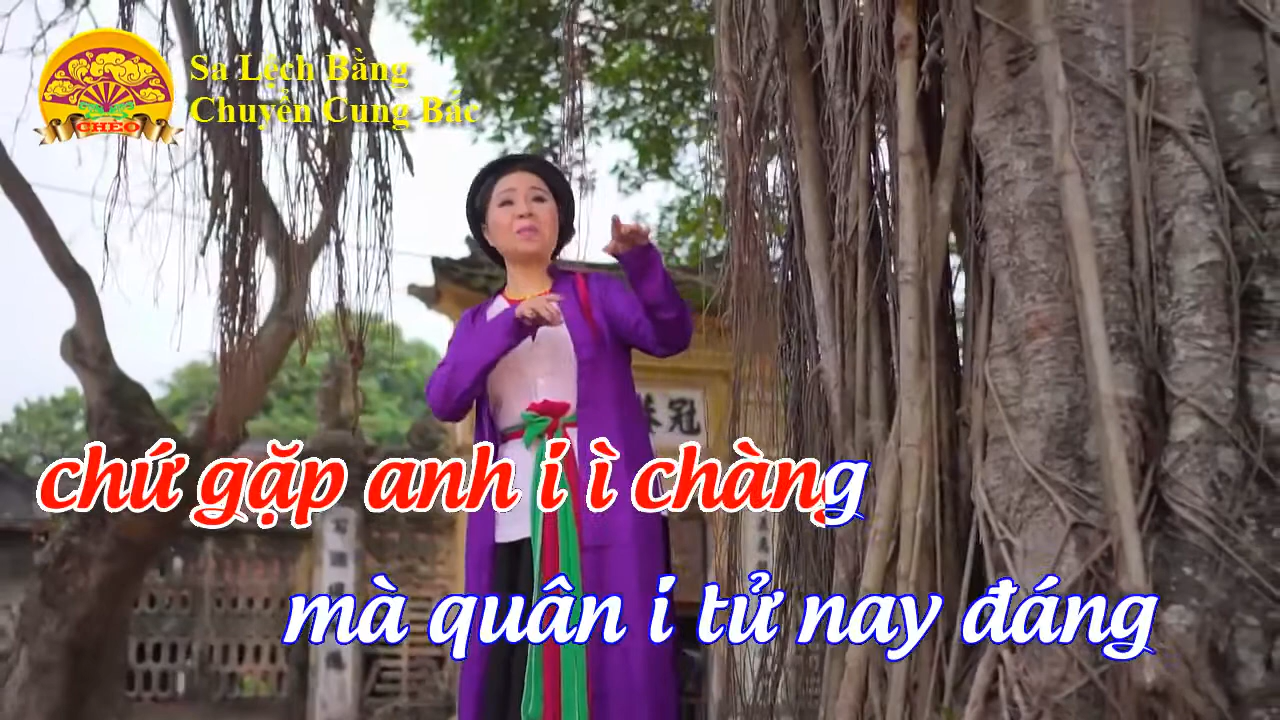 Sa Lệch Bằng
Chuyển Cung Bắc
CHÈO
chứ gặp anh i ì chàng
mà quân i tử nay đáng